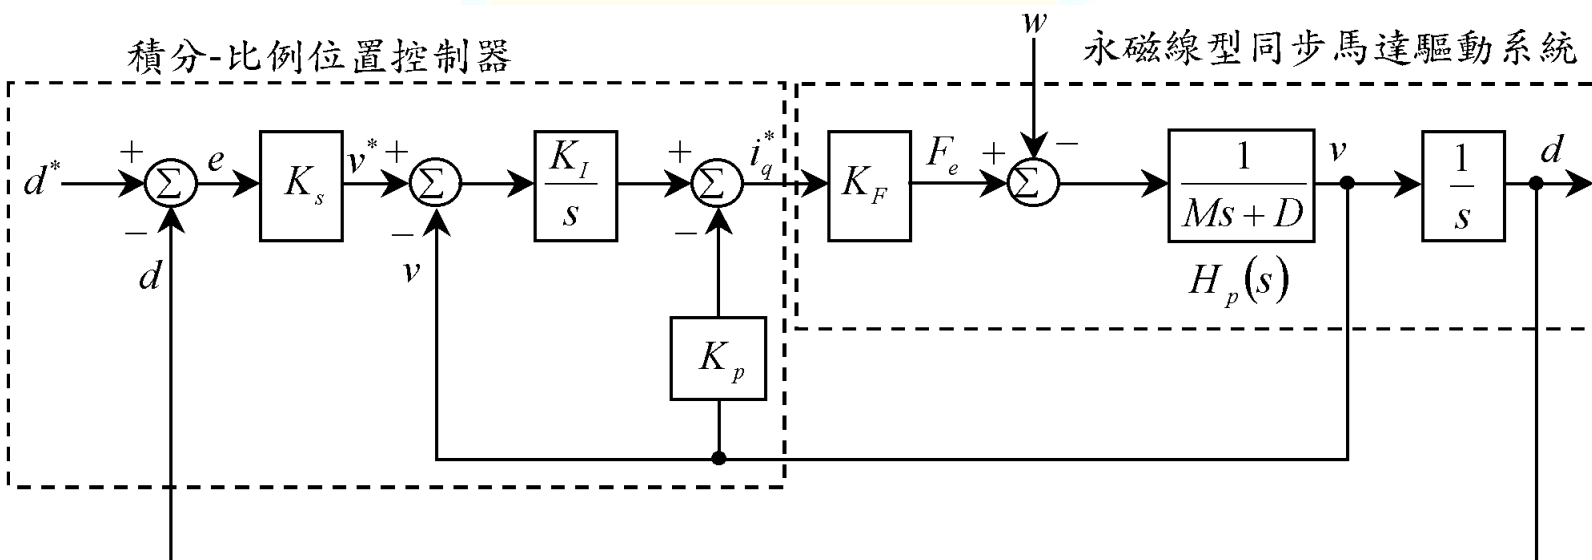 積分-比例位置控制器
w
永磁線型同步馬達驅動系統
d* + Σ e K_s v* + Σ K_I/s + Σ i_q* K_F F_e + Σ − 1/(Ms + D) v 1/s d
− − −
d v H_p(s)
K_p